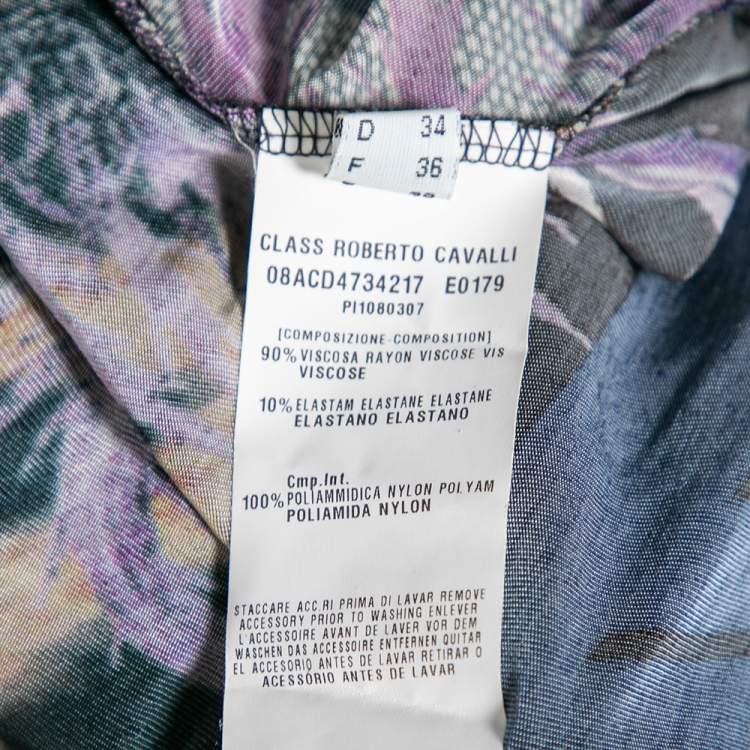 D 34
F 36
CLASS ROBERTO CAVALLI
08ACD4734217 E0179
PI1080307
[COMPOSIZIONE-COMPOSITION]
90% VISCOSA RAYON VISCOSE VIS
VISCOSE
10% ELASTAM ELASTANE ELASTANE
ELASTANO ELASTANO
Cmp.Int.
100% POLIAMMIDICA NYLON POLYAM
POLIAMIDA NYLON
STACCARE ACC.RI PRIMA DI LAVAR REMOVE
ACCESSORY PRIOR TO WASHING ENLEVER
L'ACCESSOIRE AVANT DE LAVER VOR DEM
WASCHEN DAS ACCESSOIRE ENTFERNEN QUITAR
EL ACCESORIO ANTES DE LAVAR RETIRAR O
ACESSÓRIO ANTES DE LAVAR